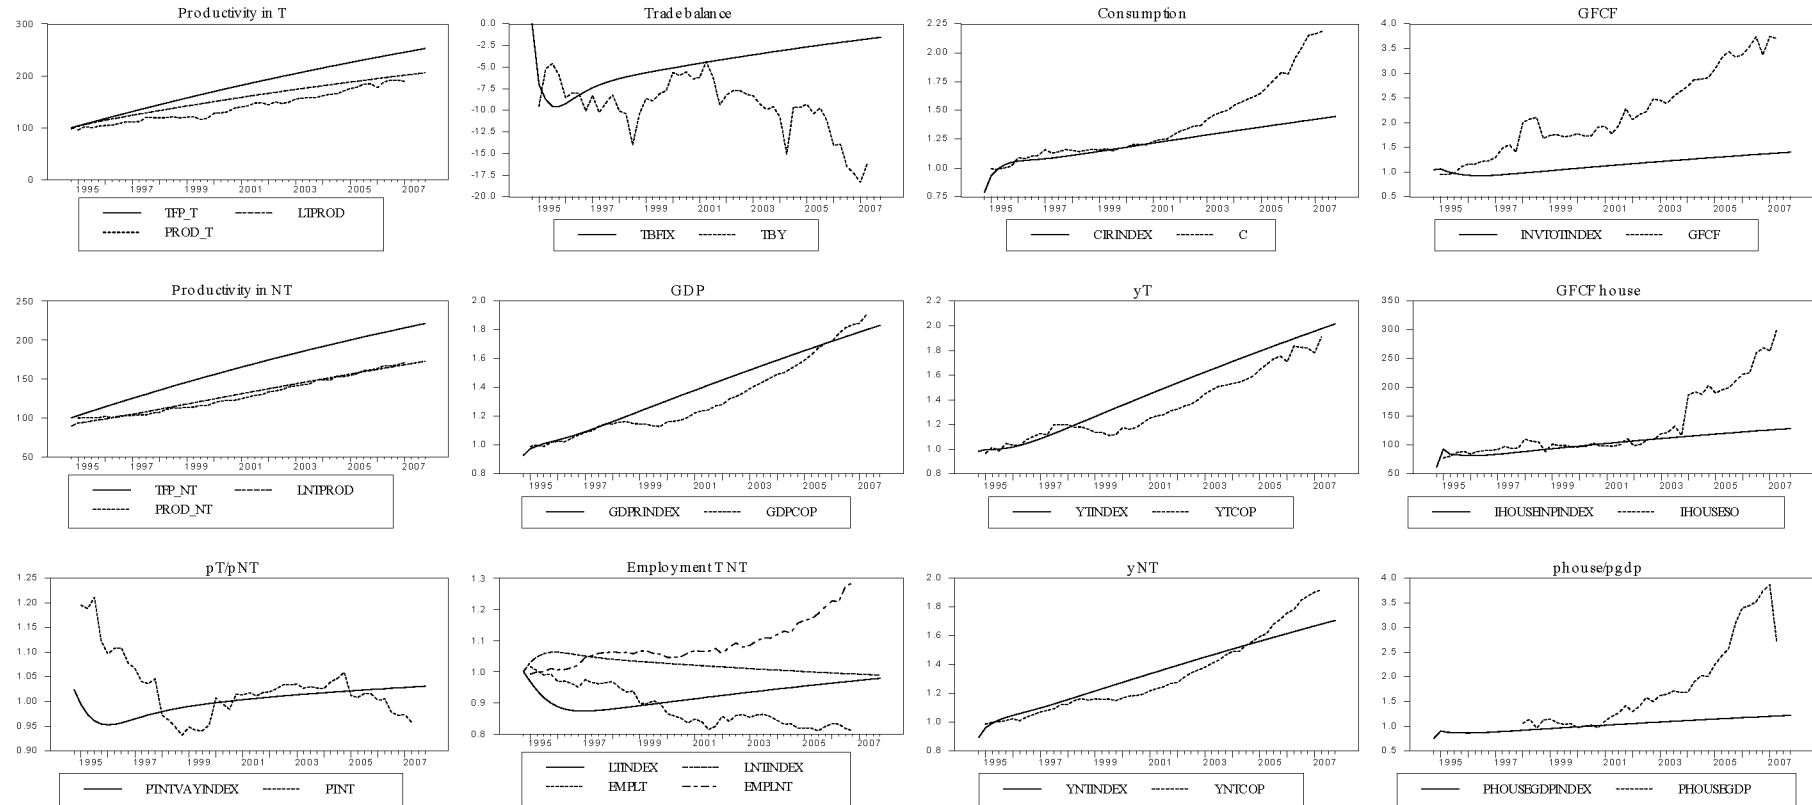 Productivity in T
300
200
100
0
1995 1997 1999 2001 2003 2005 2007
TFP_T LTPROD
PROD_T
Trade balance
0.0
-2.5
-5.0
-7.5
-10.0
-12.5
-15.0
-17.5
-20.0
1995 1997 1999 2001 2003 2005 2007
TBFIX TBY
Consumption
2.25
2.00
1.75
1.50
1.25
1.00
0.75
1995 1997 1999 2001 2003 2005 2007
CIRINDEX C
GFCF
4.0
3.5
3.0
2.5
2.0
1.5
1.0
0.5
1995 1997 1999 2001 2003 2005 2007
INVTOTINDEX GFCF
Productivity in NT
250
200
150
100
50
1995 1997 1999 2001 2003 2005 2007
TFP_NT LNTPROD
PROD_NT
GDP
2.0
1.8
1.6
1.4
1.2
1.0
0.8
1995 1997 1999 2001 2003 2005 2007
GDPRINDEX GDPCOP
yT
2.2
2.0
1.8
1.6
1.4
1.2
1.0
0.8
1995 1997 1999 2001 2003 2005 2007
YTINDEX YTCOP
GFCF house
350
300
250
200
150
100
50
1995 1997 1999 2001 2003 2005 2007
IHOUSEINPINDEX IHOUSESO
pT/pNT
1.25
1.20
1.15
1.10
1.05
1.00
0.95
0.90
1995 1997 1999 2001 2003 2005 2007
PTNTVAYINDEX PTNT
Employment T NT
1.3
1.2
1.1
1.0
0.9
0.8
1995 1997 1999 2001 2003 2005 2007
LTINDEX LNTINDEX
EMPLT EMPLNT
yNT
2.0
1.8
1.6
1.4
1.2
1.0
0.8
1995 1997 1999 2001 2003 2005 2007
YNTINDEX YNTCOP
phouse/pgdp
4.0
3.5
3.0
2.5
2.0
1.5
1.0
0.5
1995 1997 1999 2001 2003 2005 2007
PHOUSEGDPINDEX PHOUSEGDP